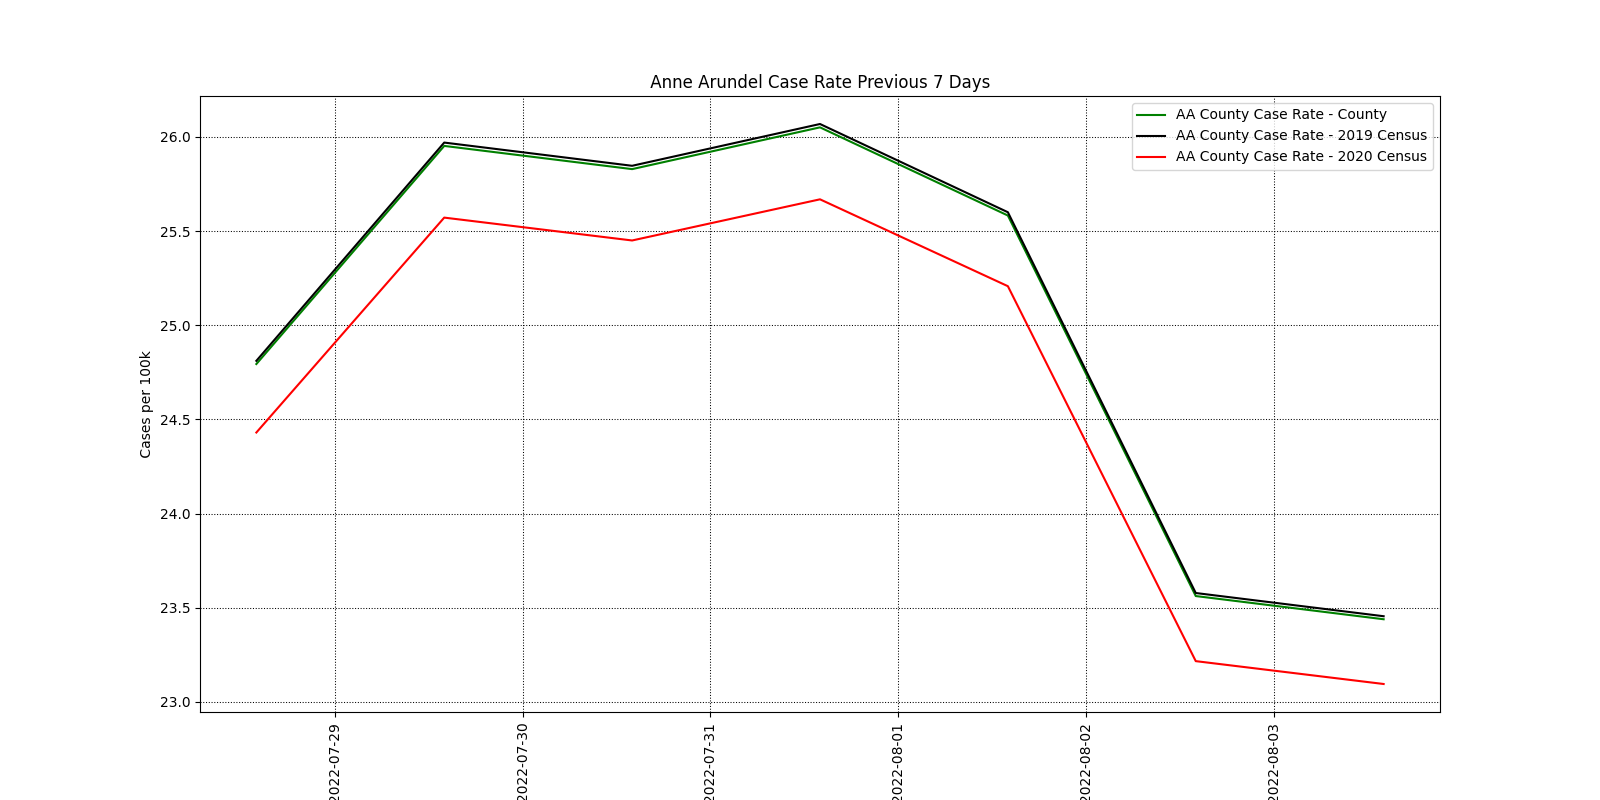 Anne Arundel Case Rate Previous 7 Days
AA County Case Rate - County
AA County Case Rate - 2019 Census
AA County Case Rate - 2020 Census
Cases per 100k
26.0
25.5
25.0
24.5
24.0
23.5
23.0
2022-07-29
2022-07-30
2022-07-31
2022-08-01
2022-08-02
2022-08-03